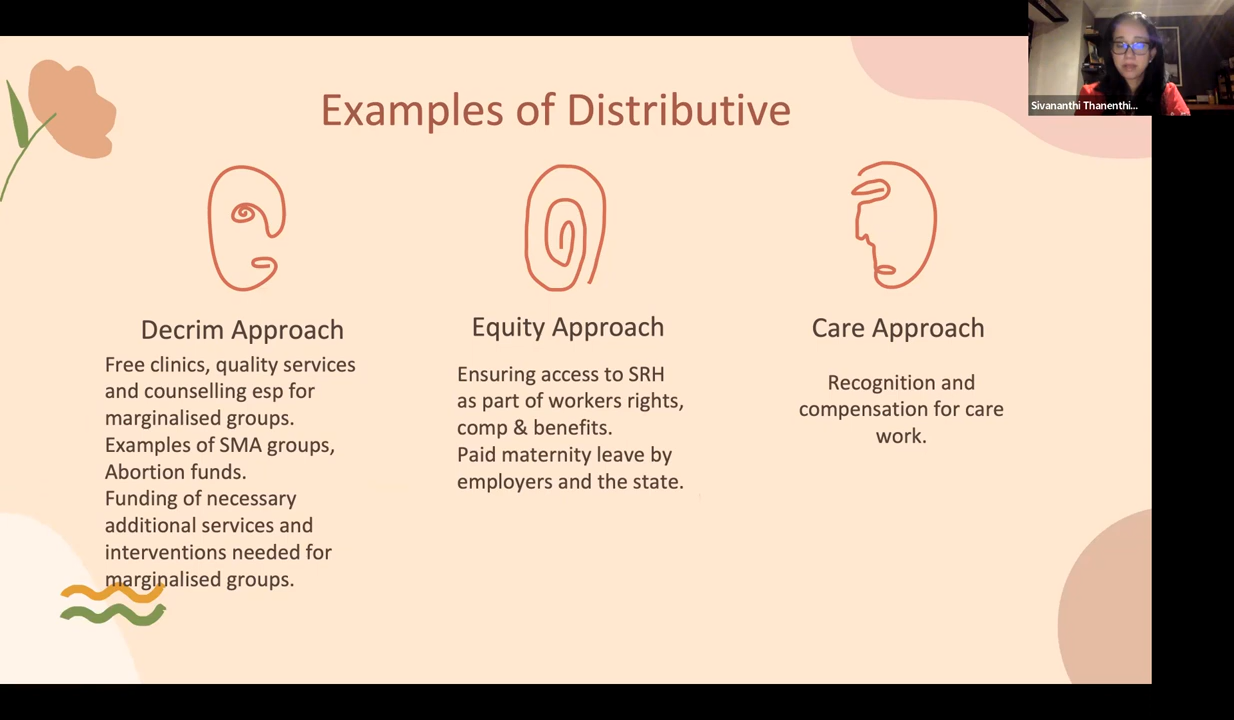 Examples of Distributive
Sivananthi Thanenthi...
Decrim Approach
Free clinics, quality services
and counselling esp for
marginalised groups.
Examples of SMA groups,
Abortion funds.
Funding of necessary
additional services and
interventions needed for
marginalised groups.
Equity Approach
Ensuring access to SRH
as part of workers rights,
comp & benefits.
Paid maternity leave by
employers and the state.
Care Approach
Recognition and
compensation for care
work.